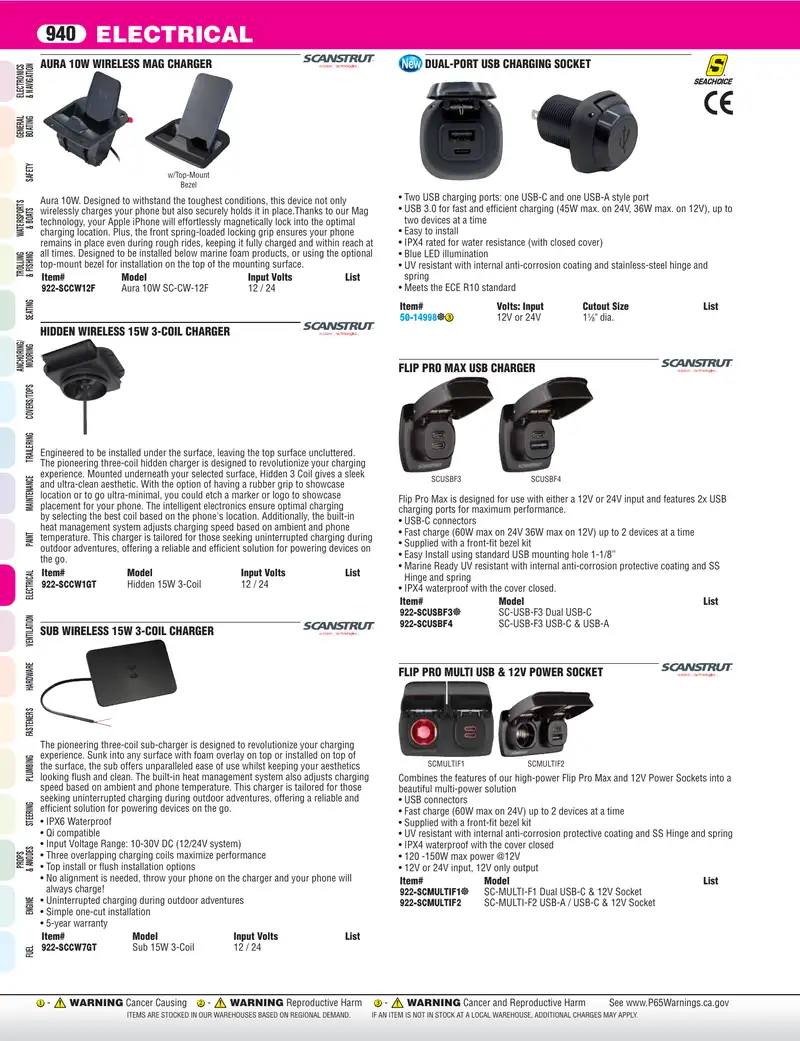 940 ELECTRICAL
ELECTRONICS
& NAVIGATION
GENERAL
BOATING
SAFETY
WATERSPORTS
& BOATS
TROLLING
& FISHING
SEATING
ANCHORING/
MOORING
COVERS/TOPS
TRAILERING
MAINTENANCE
PAINT
ELECTRICAL
VENTILATION
HARDWARE
FASTENERS
PLUMBING
STEERING
PROPS
& ANODES
ENGINE
FUEL
AURA 10W WIRELESS MAG CHARGER
SCANSTRUT
w/Top-Mount
Bezel
Aura 10W. Designed to withstand the toughest conditions, this device not only
wirelessly charges your phone but also securely holds it in place.Thanks to our Mag
technology, your Apple iPhone will effortlessly magnetically lock into the optimal
charging location. Plus, the front spring-loaded locking grip ensures your phone
remains in place even during rough rides, keeping it fully charged and within reach at
all times. Designed to be installed below marine foam products, or using the optional
top-mount bezel for installation on the top of the mounting surface.
Item# Model Input Volts List
922-SCCW12F Aura 10W SC-CW-12F 12 / 24
HIDDEN WIRELESS 15W 3-COIL CHARGER
SCANSTRUT
Engineered to be installed under the surface, leaving the top surface uncluttered.
The pioneering three-coil hidden charger is designed to revolutionize your charging
experience. Mounted underneath your selected surface, Hidden 3 Coil gives a sleek
and ultra-clean aesthetic. With the option of having a rubber grip to showcase
location or to go ultra-minimal, you could etch a marker or logo to showcase
placement for your phone. The intelligent electronics ensure optimal charging
by selecting the best coil based on the phone's location. Additionally, the built-in
heat management system adjusts charging speed based on ambient and phone
temperature. This charger is tailored for those seeking uninterrupted charging during
outdoor adventures, offering a reliable and efficient solution for powering devices on
the go.
Item# Model Input Volts List
922-SCCW1GT Hidden 15W 3-Coil 12 / 24
SUB WIRELESS 15W 3-COIL CHARGER
SCANSTRUT
The pioneering three-coil sub-charger is designed to revolutionize your charging
experience. Sunk into any surface with foam overlay on top or installed on top of
the surface, the sub offers unparalleled ease of use whilst keeping your aesthetics
looking flush and clean. The built-in heat management system also adjusts charging
speed based on ambient and phone temperature. This charger is tailored for those
seeking uninterrupted charging during outdoor adventures, offering a reliable and
efficient solution for powering devices on the go.
• IPX6 Waterproof
• Qi compatible
• Input Voltage Range: 10-30V DC (12/24V system)
• Three overlapping charging coils maximize performance
• Top install or flush installation options
• No alignment is needed, throw your phone on the charger and your phone will
always charge!
• Uninterrupted charging during outdoor adventures
• Simple one-cut installation
• 5-year warranty
Item# Model Input Volts List
922-SCCW7GT Sub 15W 3-Coil 12 / 24
New DUAL-PORT USB CHARGING SOCKET
S
SEACHOICE
CE
• Two USB charging ports: one USB-C and one USB-A style port
• USB 3.0 for fast and efficient charging (45W max. on 24V, 36W max. on 12V), up to
two devices at a time
• Easy to install
• IPX4 rated for water resistance (with closed cover)
• Blue LED illumination
• UV resistant with internal anti-corrosion coating and stainless-steel hinge and
spring
• Meets the ECE R10 standard
Item# Volts: Input Cutout Size List
50-14998 3 12V or 24V 1⅛" dia.
FLIP PRO MAX USB CHARGER
SCANSTRUT
SCUSBF3 SCUSBF4
Flip Pro Max is designed for use with either a 12V or 24V input and features 2x USB
charging ports for maximum performance.
• USB-C connectors
• Fast charge (60W max on 24V 36W max on 12V) up to 2 devices at a time
• Supplied with a front-fit bezel kit
• Easy Install using standard USB mounting hole 1-1/8"
• Marine Ready UV resistant with internal anti-corrosion protective coating and SS
Hinge and spring
• IPX4 waterproof with the cover closed.
Item# Model List
922-SCUSBF3 SC-USB-F3 Dual USB-C
922-SCUSBF4 SC-USB-F3 USB-C & USB-A
FLIP PRO MULTI USB & 12V POWER SOCKET
SCANSTRUT
SCMULTIF1 SCMULTIF2
Combines the features of our high-power Flip Pro Max and 12V Power Sockets into a
beautiful multi-power solution
• USB connectors
• Fast charge (60W max on 24V) up to 2 devices at a time
• Supplied with a front-fit bezel kit
• UV resistant with internal anti-corrosion protective coating and SS Hinge and spring
• IPX4 waterproof with the cover closed
• 120 -150W max power @12V
• 12V or 24V input, 12V only output
Item# Model List
922-SCMULTIF1 SC-MULTI-F1 Dual USB-C & 12V Socket
922-SCMULTIF2 SC-MULTI-F2 USB-A / USB-C & 12V Socket
1 - WARNING Cancer Causing 2 - WARNING Reproductive Harm 3 - WARNING Cancer and Reproductive Harm See www.P65Warnings.ca.gov
ITEMS ARE STOCKED IN OUR WAREHOUSES BASED ON REGIONAL DEMAND. IF AN ITEM IS NOT IN STOCK AT A LOCAL WAREHOUSE, ADDITIONAL CHARGES MAY APPLY.